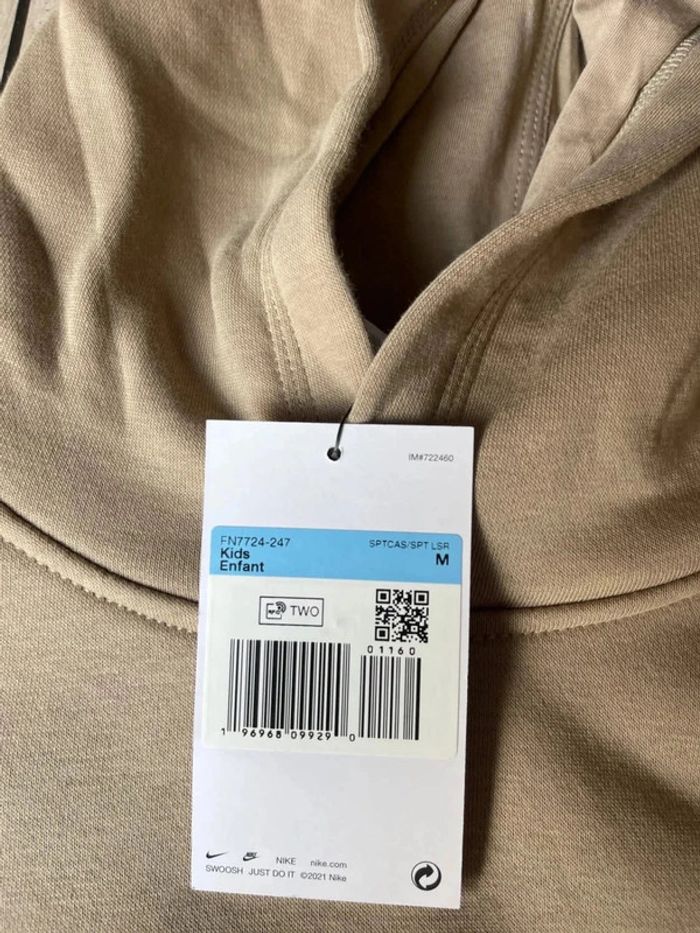 IM#722460
FN7724-247
SPTCAS/SPT LSR
Kids
M
Enfant
RFID TWO
01160
1 96968 09929 0
NIKE nike.com
SWOOSH JUST DO IT ©2021 Nike